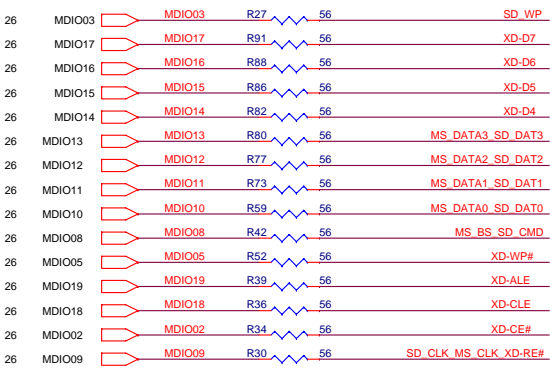 26 MDIO03 MDIO03 R27 56 SD_WP
26 MDIO17 MDIO17 R91 56 XD-D7
26 MDIO16 MDIO16 R88 56 XD-D6
26 MDIO15 MDIO15 R86 56 XD-D5
26 MDIO14 MDIO14 R82 56 XD-D4
26 MDIO13 MDIO13 R80 56 MS_DATA3_SD_DAT3
26 MDIO12 MDIO12 R77 56 MS_DATA2_SD_DAT2
26 MDIO11 MDIO11 R73 56 MS_DATA1_SD_DAT1
26 MDIO10 MDIO10 R59 56 MS_DATA0_SD_DAT0
26 MDIO08 MDIO08 R42 56 MS_BS_SD_CMD
26 MDIO05 MDIO05 R52 56 XD-WP#
26 MDIO19 MDIO19 R39 56 XD-ALE
26 MDIO18 MDIO18 R36 56 XD-CLE
26 MDIO02 MDIO02 R34 56 XD-CE#
26 MDIO09 MDIO09 R30 56 SD_CLK_MS_CLK_XD-RE#